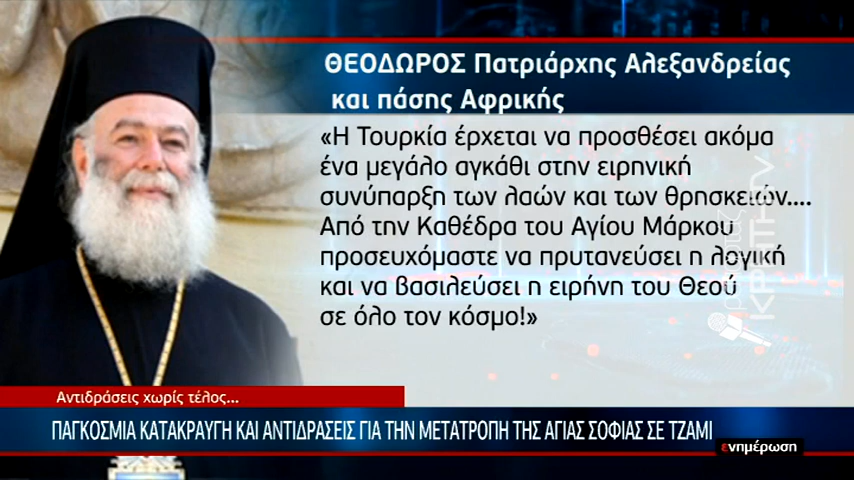 ΘΕΟΔΩΡΟΣ Πατριάρχης Αλεξανδρείας
και πάσης Αφρικής
«Η Τουρκία έρχεται να προσθέσει ακόμα
ένα μεγάλο αγκάθι στην ειρηνική
συνύπαρξη των λαών και των θρησκειών....
Από την Καθέδρα του Αγίου Μάρκου
προσευχόμαστε να πρυτανεύσει η λογική
και να βασιλεύσει η ειρήνη του Θεού
σε όλο τον κόσμο!»
ΚΡΗΤΗ TV
Αντιδράσεις χωρίς τέλος...
ΠΑΓΚΟΣΜΙΑ ΚΑΤΑΚΡΑΥΓΗ ΚΑΙ ΑΝΤΙΔΡΑΣΕΙΣ ΓΙΑ ΤΗΝ ΜΕΤΑΤΡΟΠΗ ΤΗΣ ΑΓΙΑΣ ΣΟΦΙΑΣ ΣΕ ΤΖΑΜΙ
ενημέρωση